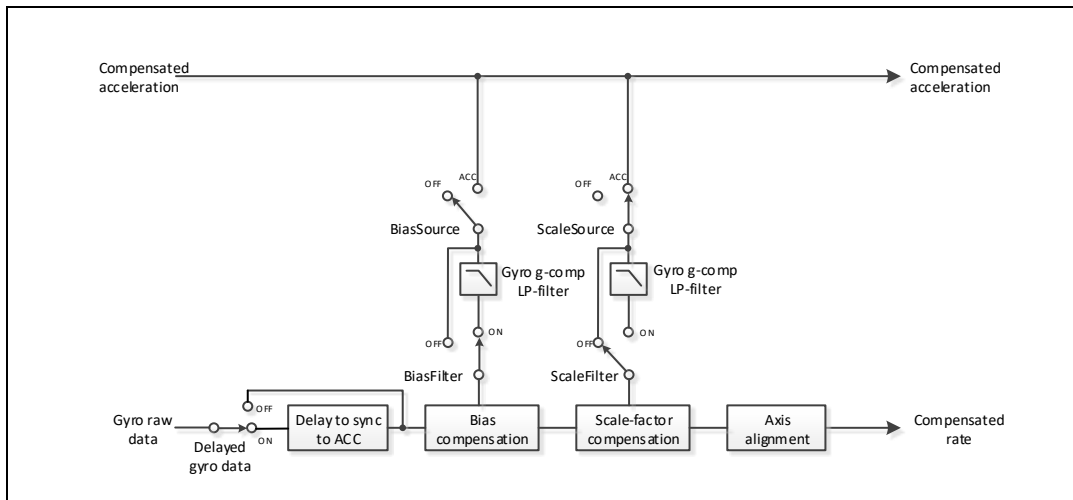 Compensated
acceleration
Compensated
acceleration
OFF
ACC
OFF
ACC
BiasSource
ScaleSource
Gyro g-comp
LP-filter
Gyro g-comp
LP-filter
OFF
ON
OFF
ON
BiasFilter
ScaleFilter
OFF
Gyro raw
data
ON
Delayed
gyro data
Delay to sync
to ACC
Bias
compensation
Scale-factor
compensation
Axis
alignment
Compensated
rate